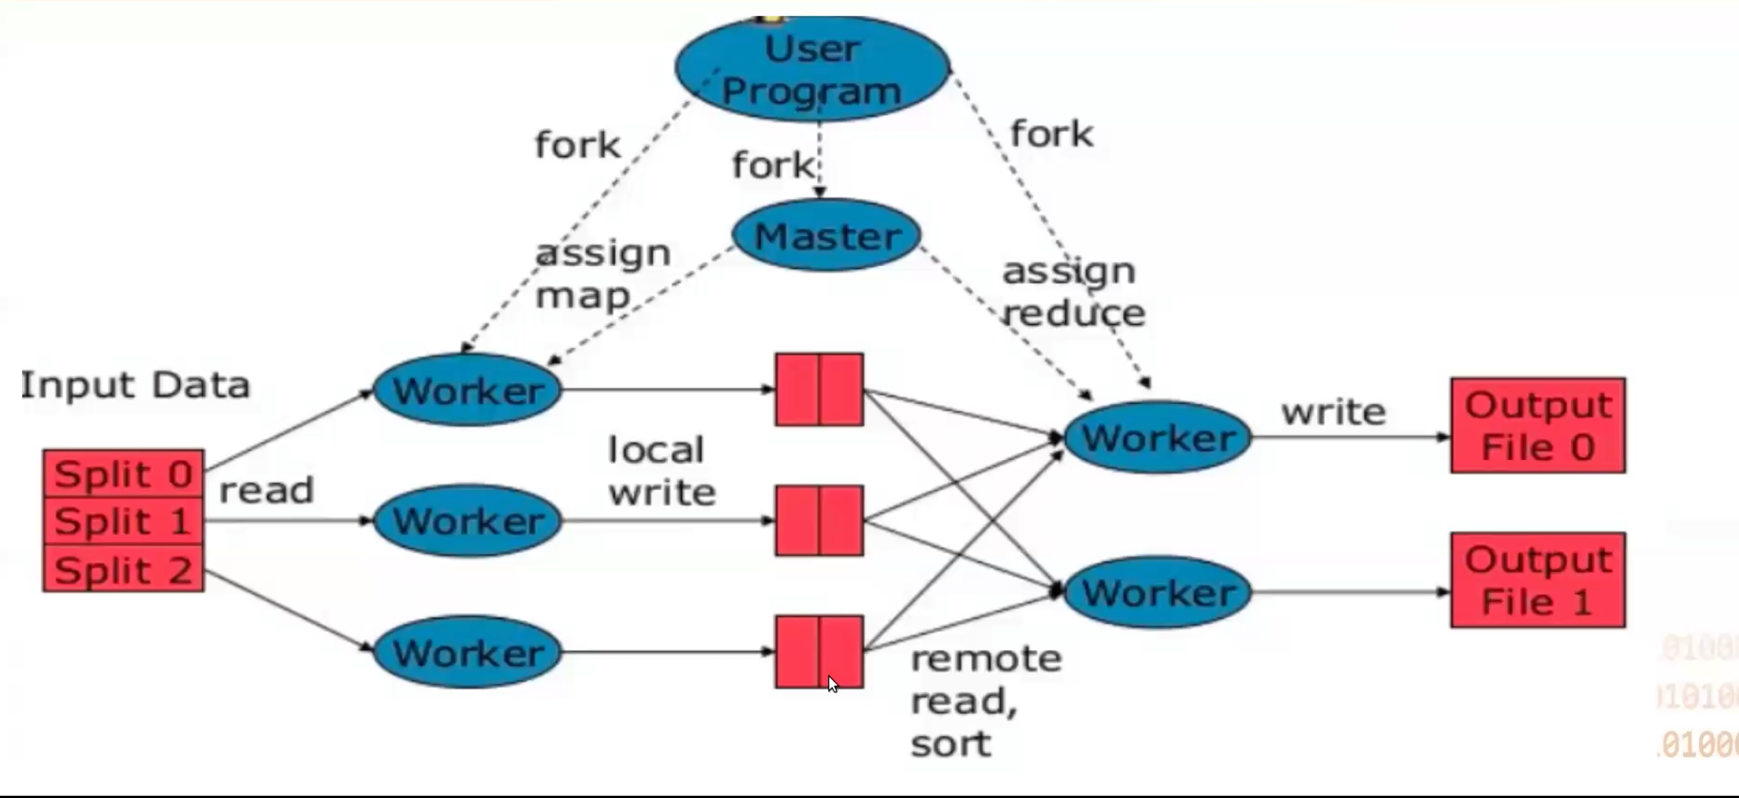 User
Program
fork
fork
fork
Master
assign
map
assign
reduce
Input Data
Split 0
Split 1
Split 2
read
Worker
Worker
Worker
local
write
remote
read,
sort
Worker
Worker
write
Output
File 0
Output
File 1